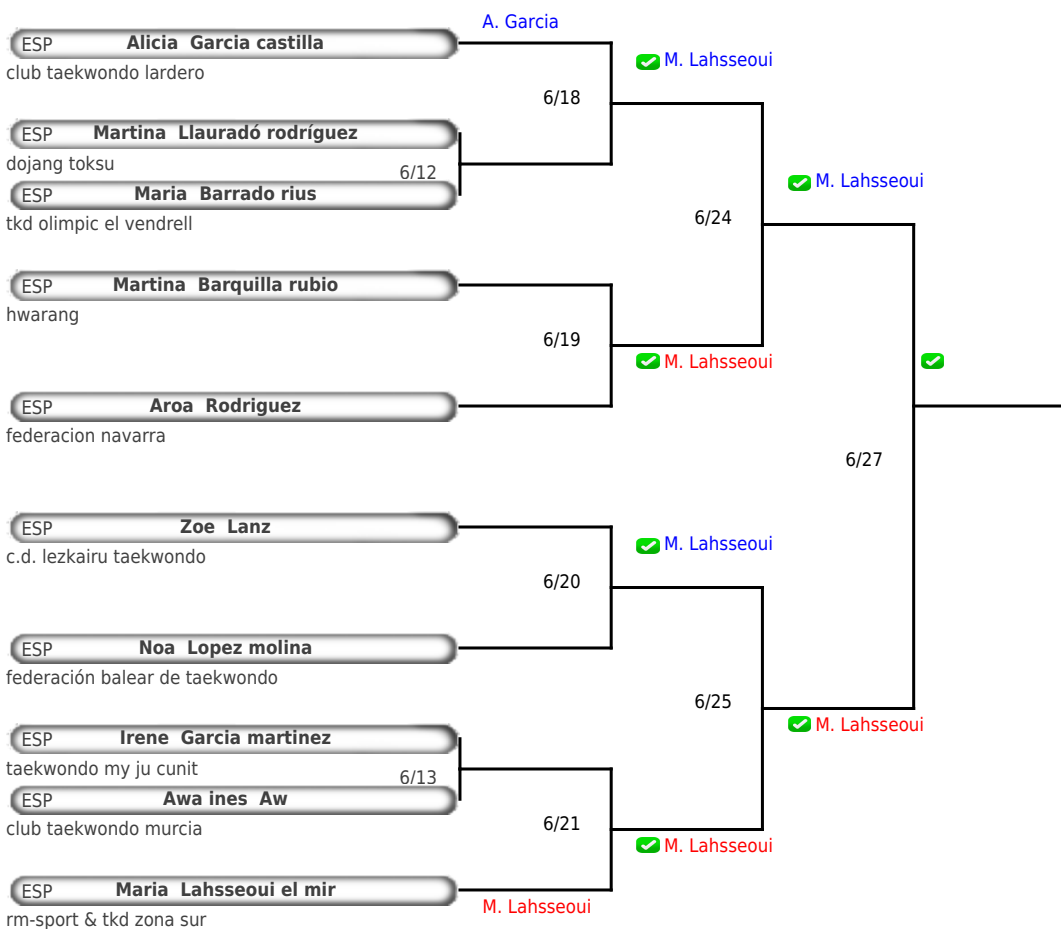 A. Garcia
ESP Alicia Garcia castilla
club taekwondo lardero
M. Lahsseoui
6/18
ESP Martina Llauradó rodríguez
dojang toksu
6/12
ESP Maria Barrado rius
tkd olimpic el vendrell
M. Lahsseoui
6/24
ESP Martina Barquilla rubio
hwarang
6/19
M. Lahsseoui
ESP Aroa Rodriguez
federacion navarra
6/27
ESP Zoe Lanz
c.d. lezkairu taekwondo
M. Lahsseoui
6/20
ESP Noa Lopez molina
federación balear de taekwondo
6/25
M. Lahsseoui
ESP Irene Garcia martinez
taekwondo my ju cunit
6/13
ESP Awa ines Aw
club taekwondo murcia
6/21
M. Lahsseoui
ESP Maria Lahsseoui el mir
M. Lahsseoui
rm-sport & tkd zona sur